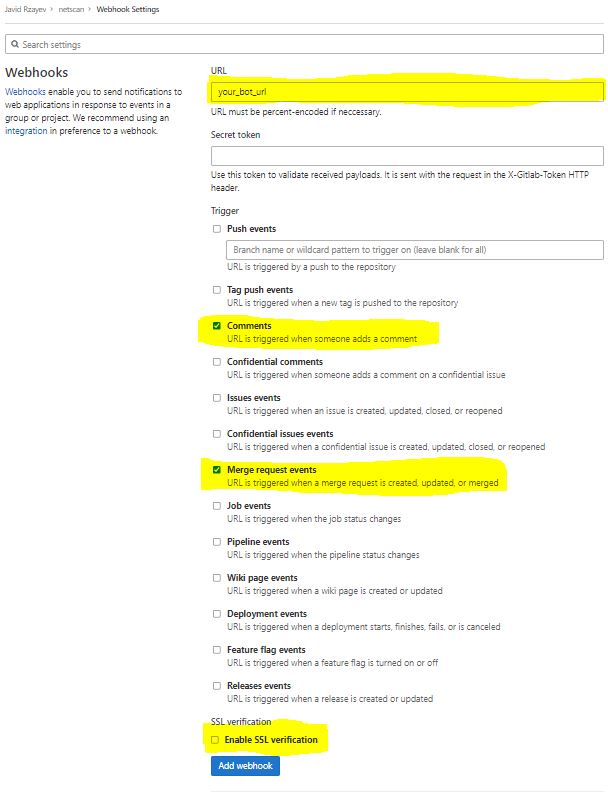 Javid Rzayev > netscan > Webhook Settings
Search settings
Webhooks
Webhooks enable you to send notifications to
web applications in response to events in a
group or project. We recommend using an
integration in preference to a webhook.
URL
your_bot_url
URL must be percent-encoded if neccessary.
Secret token
Use this token to validate received payloads. It is sent with the request in the X-Gitlab-Token HTTP
header.
Trigger
Push events
Branch name or wildcard pattern to trigger on (leave blank for all)
URL is triggered by a push to the repository
Tag push events
URL is triggered when a new tag is pushed to the repository
Comments
URL is triggered when someone adds a comment
Confidential comments
URL is triggered when someone adds a comment on a confidential issue
Issues events
URL is triggered when an issue is created, updated, closed, or reopened
Confidential issues events
URL is triggered when a confidential issue is created, updated, closed, or reopened
Merge request events
URL is triggered when a merge request is created, updated, or merged
Job events
URL is triggered when the job status changes
Pipeline events
URL is triggered when the pipeline status changes
Wiki page events
URL is triggered when a wiki page is created or updated
Deployment events
URL is triggered when a deployment starts, finishes, fails, or is canceled
Feature flag events
URL is triggered when a feature flag is turned on or off
Releases events
URL is triggered when a release is created or updated
SSL verification
Enable SSL verification
Add webhook